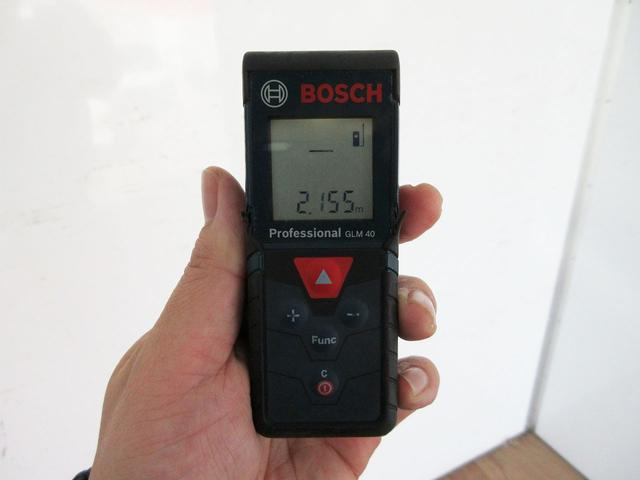 BOSCH
2.155m
Professional GLM 40
+
Func
C